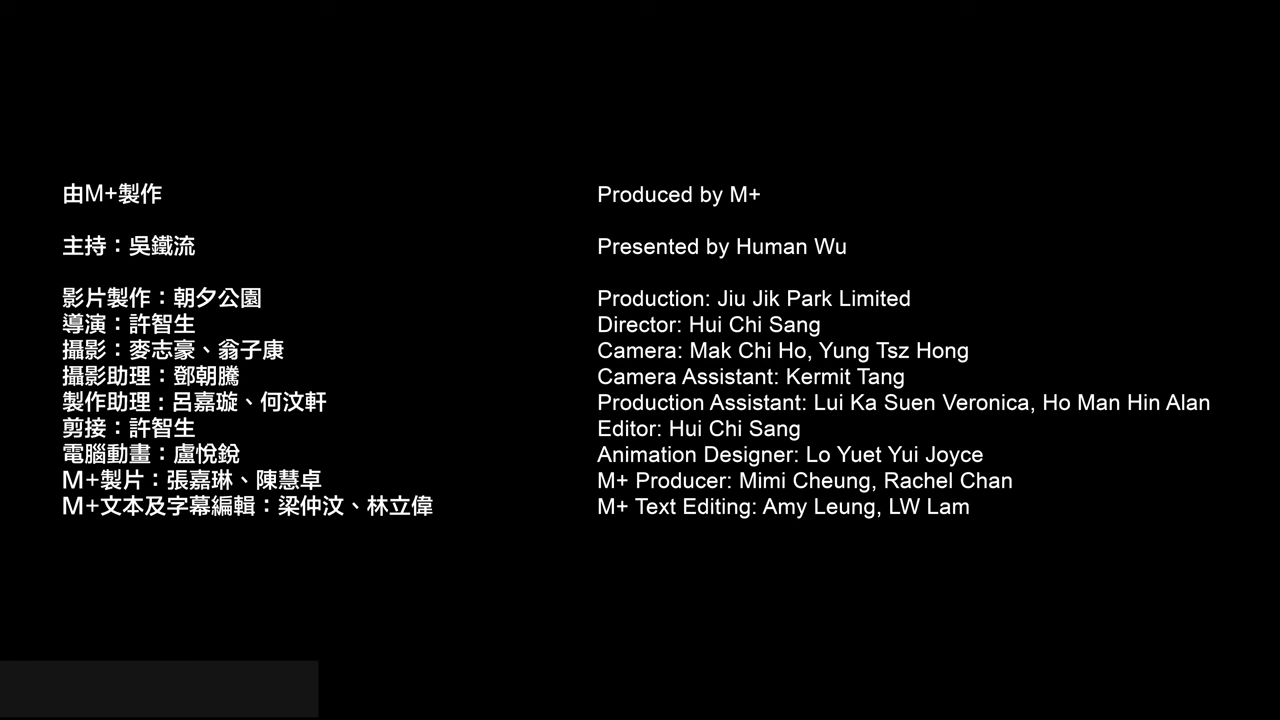 由M+製作
Produced by M+
主持：吳鐵流
Presented by Human Wu
影片製作：朝夕公園
Production: Jiu Jik Park Limited
導演：許智生
Director: Hui Chi Sang
攝影：麥志豪、翁子康
Camera: Mak Chi Ho, Yung Tsz Hong
攝影助理：鄧朝騰
Camera Assistant: Kermit Tang
製作助理：呂嘉璇、何汶軒
Production Assistant: Lui Ka Suen Veronica, Ho Man Hin Alan
剪接：許智生
Editor: Hui Chi Sang
電腦動畫：盧悅銳
Animation Designer: Lo Yuet Yui Joyce
M+製片：張嘉琳、陳慧卓
M+ Producer: Mimi Cheung, Rachel Chan
M+文本及字幕編輯：梁仲汶、林立偉
M+ Text Editing: Amy Leung, LW Lam